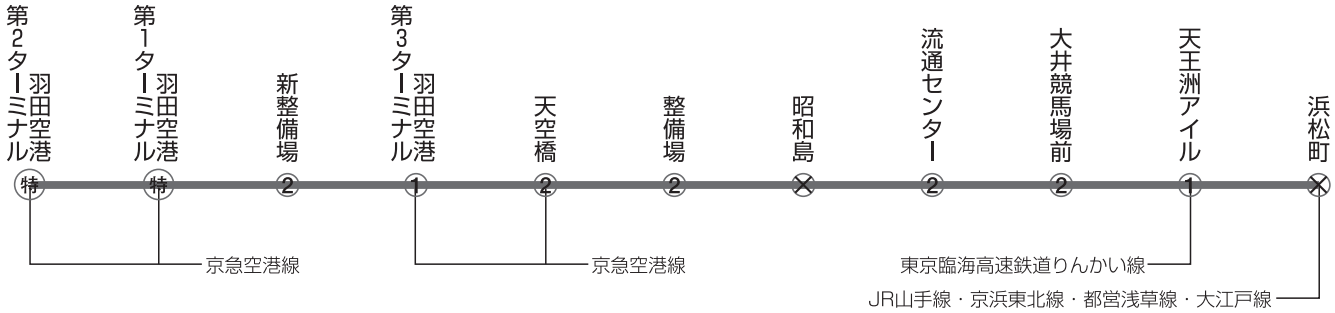 第2ターミナル
羽田空港
第1ターミナル
羽田空港
新整備場
第3ターミナル
羽田空港
天空橋
整備場
昭和島
流通センター
大井競馬場前
天王洲アイル
浜松町
特
特
2
1
2
2
×
2
2
1
×
京急空港線
京急空港線
東京臨海高速鉄道りんかい線
JR山手線・京浜東北線・都営浅草線・大江戸線